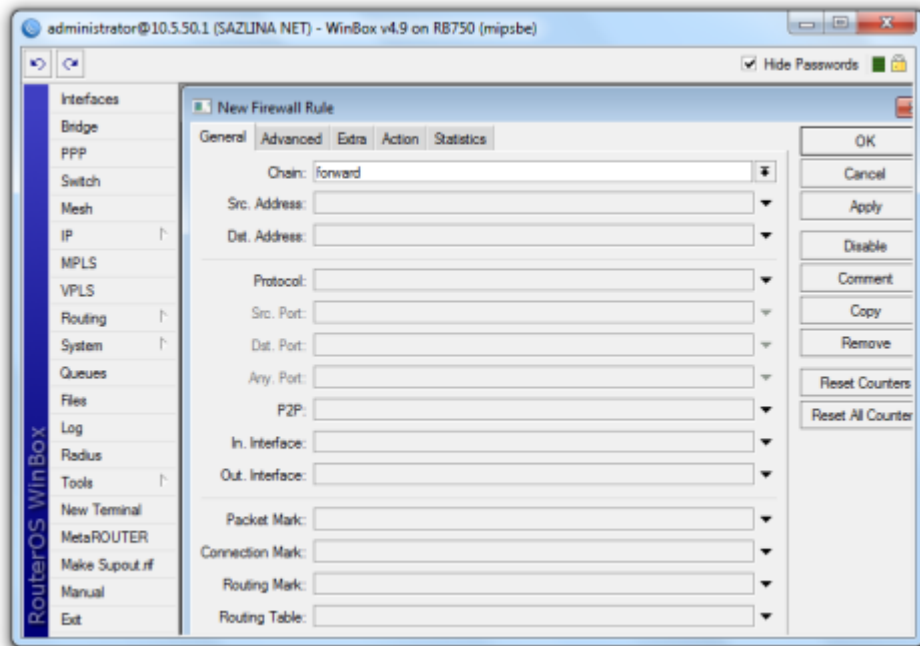 administrator@10.5.50.1 (SAZLINA NET) - WinBox v4.9 on RB750 (mipsbe)
Hide Passwords
RouterOS WinBox
Interfaces
Bridge
PPP
Switch
Mesh
IP
MPLS
VPLS
Routing
System
Queues
Files
Log
Radius
Tools
New Terminal
MetaROUTER
Make Supout.rif
Manual
Exit
New Firewall Rule
General Advanced Extra Action Statistics
Chain: forward
Src. Address:
Dst. Address:
Protocol:
Src. Port:
Dst. Port:
Any. Port:
P2P:
In. Interface:
Out. Interface:
Packet Mark:
Connection Mark:
Routing Mark:
Routing Table:
OK
Cancel
Apply
Disable
Comment
Copy
Remove
Reset Counters
Reset All Counter